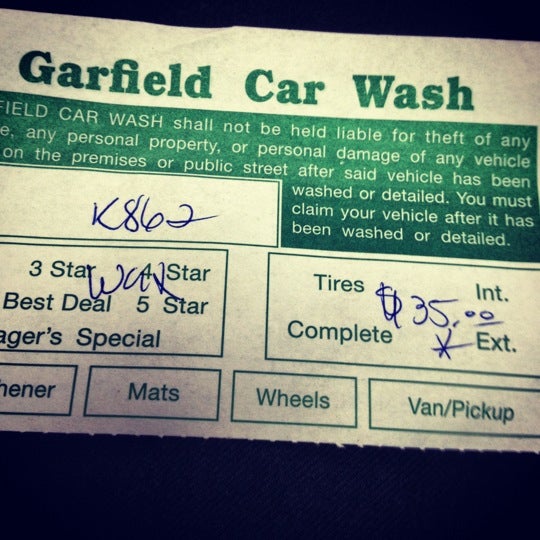 Garfield Car Wash
FIELD CAR WASH shall not be held liable for theft of any
e, any personal property, or personal damage of any vehicle
on the premises or public street after said vehicle has been
washed or detailed. You must
claim your vehicle after it has
been washed or detailed.
K862
3 Star 4 Star
Best Deal 5 Star
ager's Special
Tires Int.
$35.00
Complete Ext.
hener
Mats
Wheels
Van/Pickup